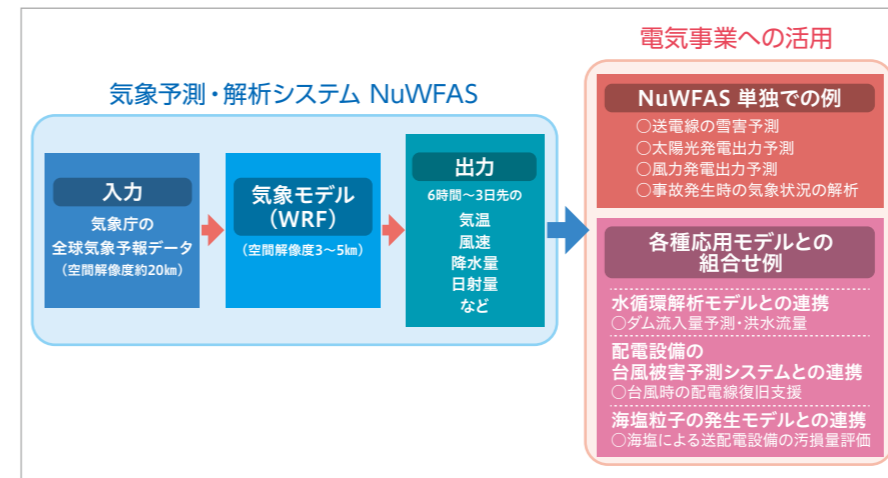 電気事業への活用
気象予測・解析システム NuWFAS
入力
気象庁の
全球気象予報データ
(空間解像度約20㎞)
気象モデル
(WRF)
(空間解像度3〜5㎞)
出力
6時間〜3日先の
気温
風速
降水量
日射量
など
NuWFAS 単独での例
○送電線の雪害予測
○太陽光発電出力予測
○風力発電出力予測
○事故発生時の気象状況の解析
各種応用モデルとの
組合せ例
水循環解析モデルとの連携
○ダム流入量予測・洪水流量
配電設備の
台風被害予測システムとの連携
○台風時の配電線復旧支援
海塩粒子の発生モデルとの連携
○海塩による送配電設備の汚損量評価